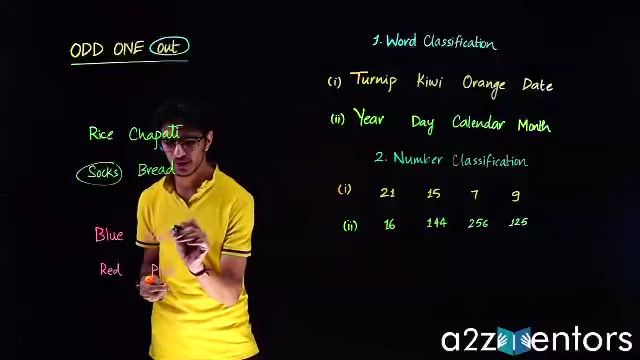 ODD ONE out
Rice Chapati
Socks Bread
Blue
Red
1. Word Classification
(i) Turnip Kiwi Orange Date
(ii) Year Day Calendar Month
2. Number Classification
(i) 21 15 7 9
(ii) 16 144 256 125
a2zmentors